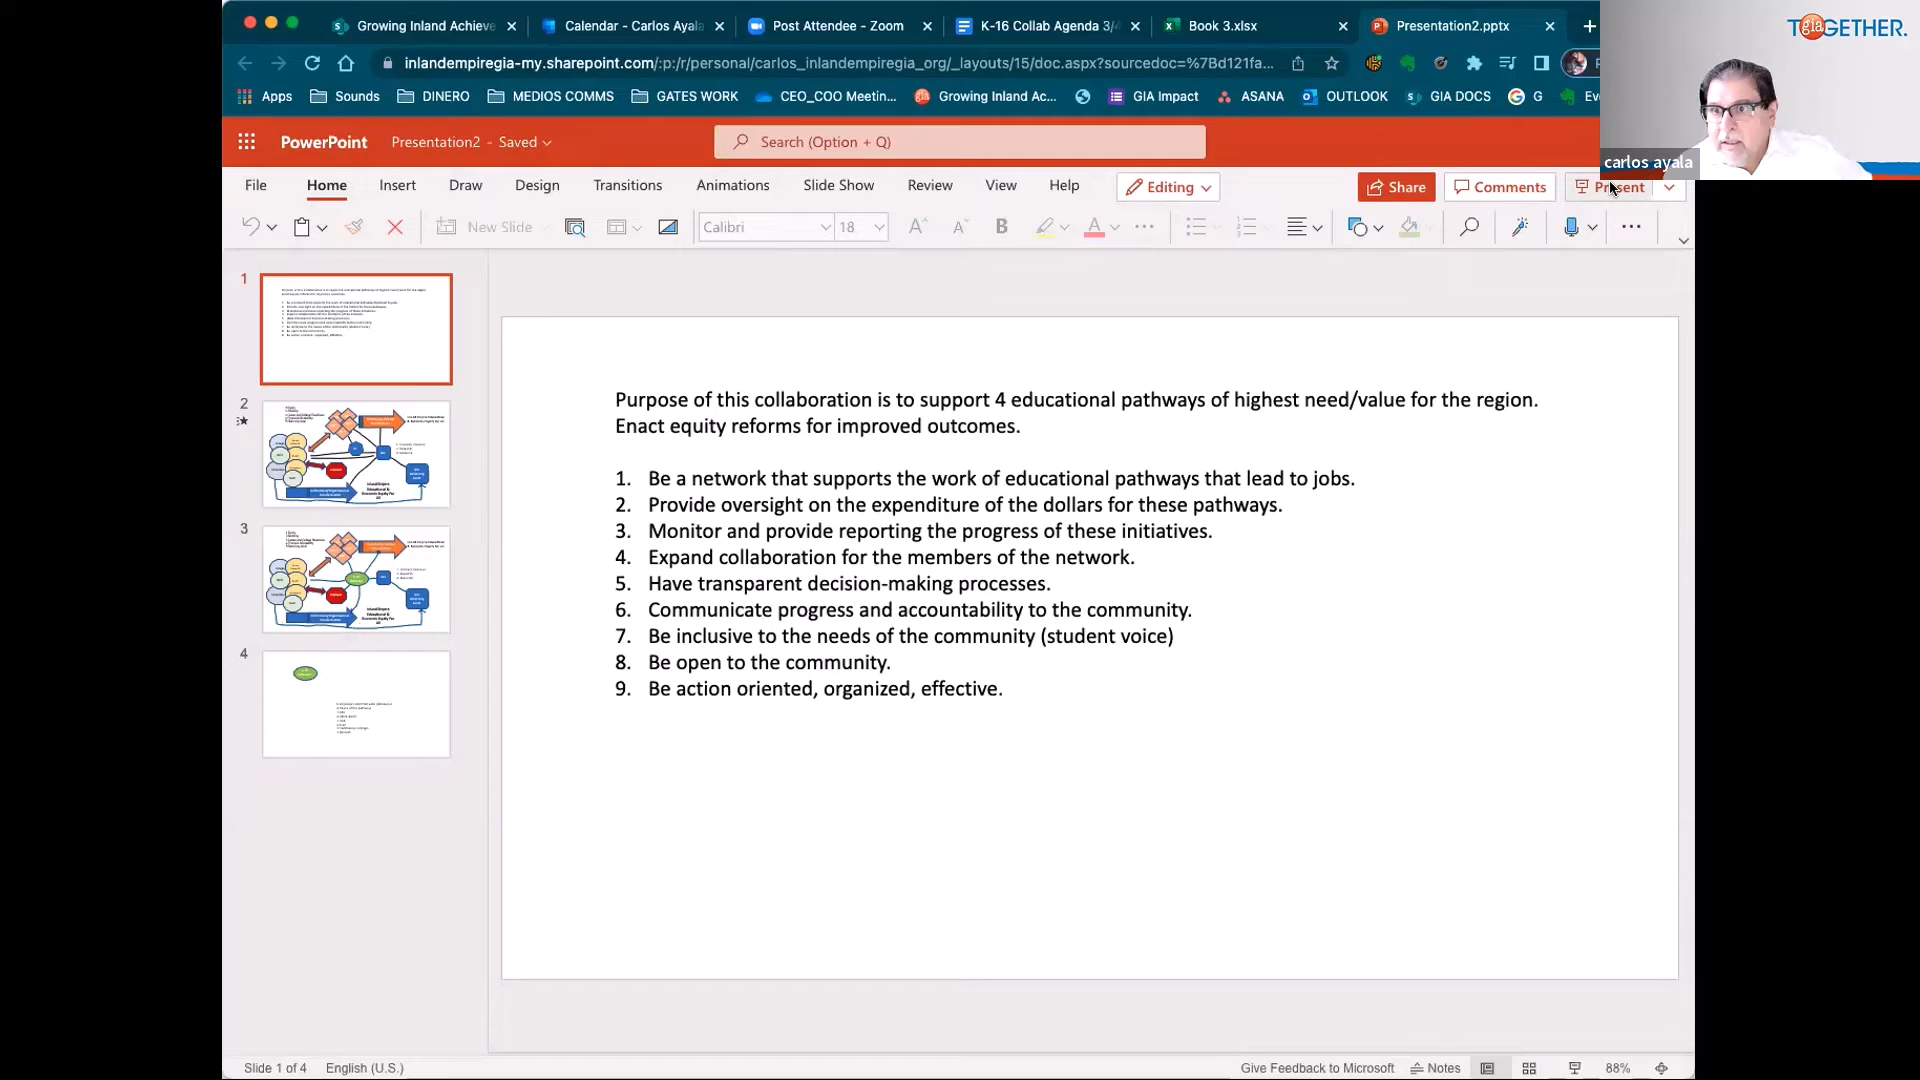 Growing Inland Achieve
Calendar - Carlos Ayala
Post Attendee - Zoom
K-16 Collab Agenda 3/4
Book 3.xlsx
Presentation2.pptx
TOGETHER.
gia
inlandempiregia-my.sharepoint.com/:p:/r/personal/carlos_inlandempiregia_org/_layouts/15/doc.aspx?sourcedoc=%7Bd121fa...
Apps
Sounds
DINERO
MEDIOS COMMS
GATES WORK
CEO_COO Meetin...
Growing Inland Ac...
GIA Impact
ASANA
OUTLOOK
GIA DOCS
G
PowerPoint
Presentation2 - Saved
Search (Option + Q)
carlos ayala
File
Home
Insert
Draw
Design
Transitions
Animations
Slide Show
Review
View
Help
Editing
Share
Comments
Present
New Slide
Calibri
18
1
2
3
4
Purpose of this collaboration is to support 4 educational pathways of highest need/value for the region.
Enact equity reforms for improved outcomes.
1. Be a network that supports the work of educational pathways that lead to jobs.
2. Provide oversight on the expenditure of the dollars for these pathways.
3. Monitor and provide reporting the progress of these initiatives.
4. Expand collaboration for the members of the network.
5. Have transparent decision-making processes.
6. Communicate progress and accountability to the community.
7. Be inclusive to the needs of the community (student voice)
8. Be open to the community.
9. Be action oriented, organized, effective.
Slide 1 of 4
English (U.S.)
Give Feedback to Microsoft
Notes
88%